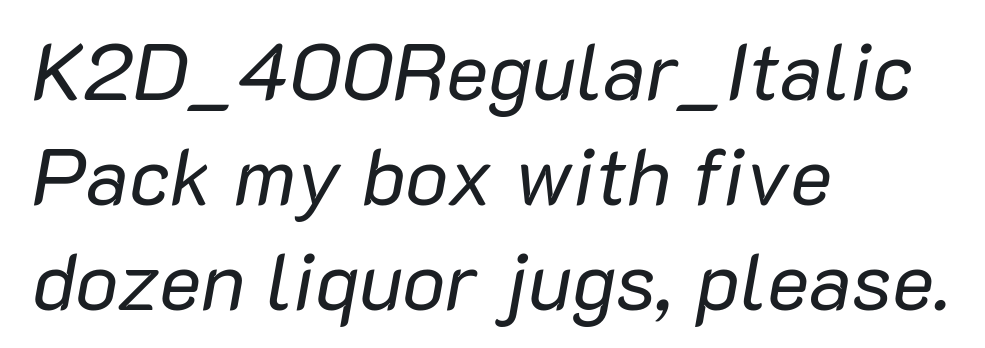 K2D_400Regular_Italic
Pack my box with five
dozen liquor jugs, please.